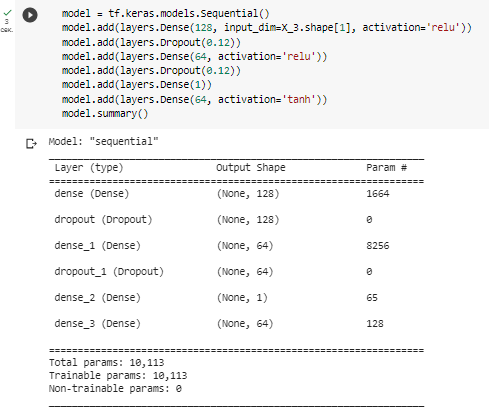 3
сек.
model = tf.keras.models.Sequential()
model.add(layers.Dense(128, input_dim=X_3.shape[1], activation='relu'))
model.add(layers.Dropout(0.12))
model.add(layers.Dense(64, activation='relu'))
model.add(layers.Dropout(0.12))
model.add(layers.Dense(1))
model.add(layers.Dense(64, activation='tanh'))
model.summary()
Model: "sequential"
Layer (type) Output Shape Param #
dense (Dense) (None, 128) 1664
dropout (Dropout) (None, 128) 0
dense_1 (Dense) (None, 64) 8256
dropout_1 (Dropout) (None, 64) 0
dense_2 (Dense) (None, 1) 65
dense_3 (Dense) (None, 64) 128
Total params: 10,113
Trainable params: 10,113
Non-trainable params: 0